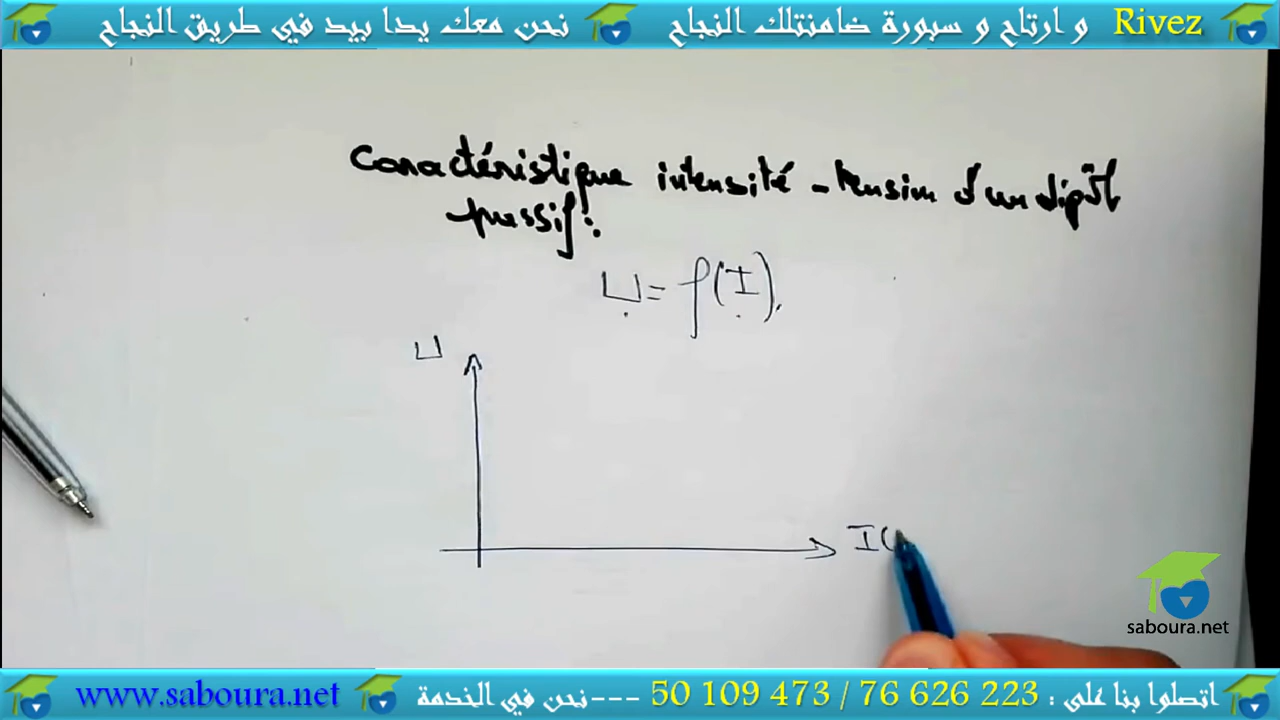 نحن معك يدا بيد في طريق النجاح و ارتاح و سبورة ضامنتلك النجاح Rivez
Caractéristique intensité - tension d'un dipôle
passif :
U = f(I).
U
I(
saboura.net
www.saboura.net اتصلوا بنا على : 50 109 473 / 76 626 223 ---نحن في الخدمة